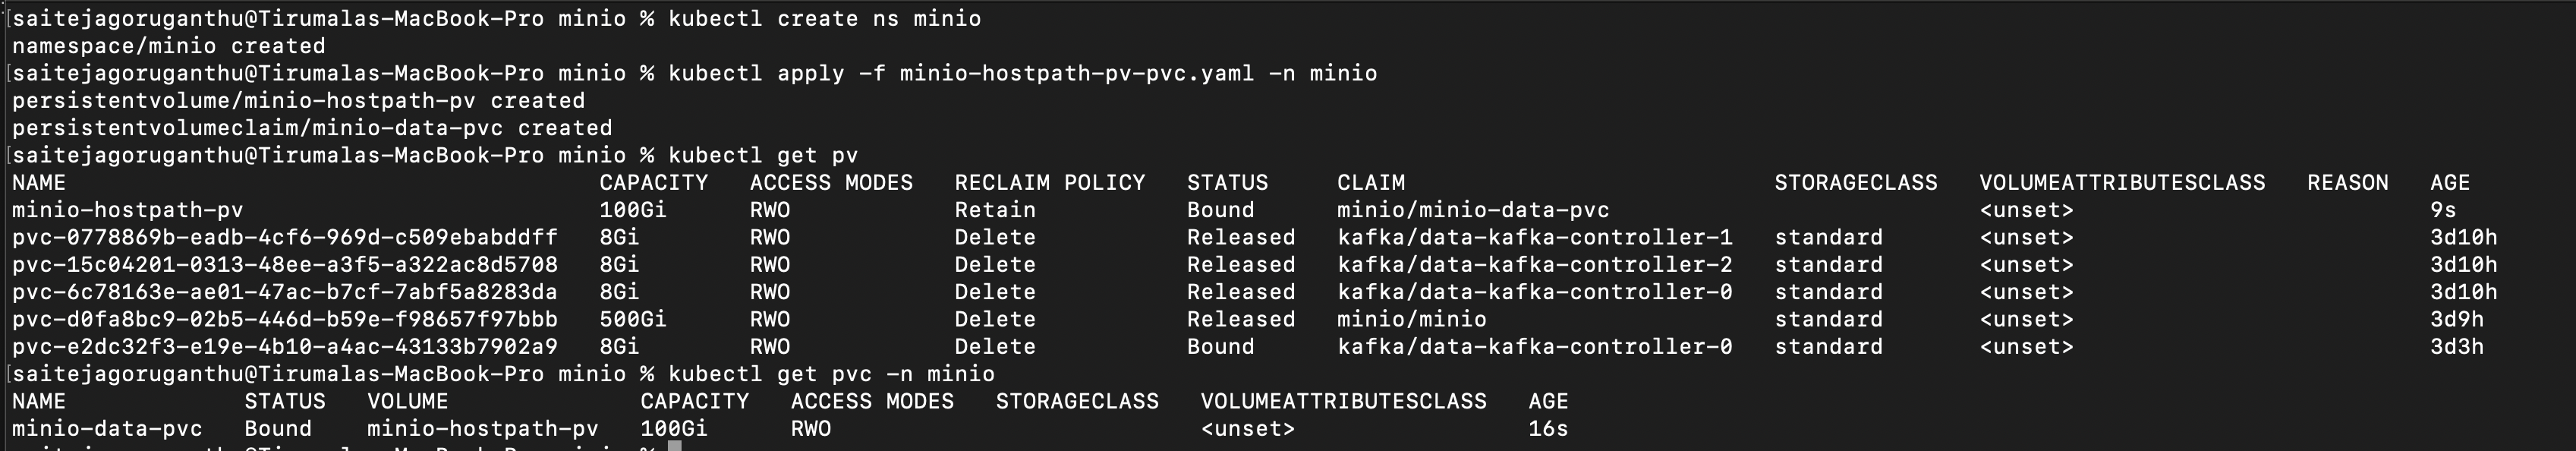 [saitejagoruganthu@Tirumalas-MacBook-Pro minio % kubectl create ns minio
namespace/minio created
[saitejagoruganthu@Tirumalas-MacBook-Pro minio % kubectl apply -f minio-hostpath-pv-pvc.yaml -n minio
persistentvolume/minio-hostpath-pv created
persistentvolumeclaim/minio-data-pvc created
[saitejagoruganthu@Tirumalas-MacBook-Pro minio % kubectl get pv
NAME CAPACITY ACCESS MODES RECLAIM POLICY STATUS CLAIM STORAGECLASS VOLUMEATTRIBUTESCLASS REASON AGE
minio-hostpath-pv 100Gi RWO Retain Bound minio/minio-data-pvc <unset> 9s
pvc-0778869b-eadb-4cf6-969d-c509ebabddff 8Gi RWO Delete Released kafka/data-kafka-controller-1 standard <unset> 3d10h
pvc-15c04201-0313-48ee-a3f5-a322ac8d5708 8Gi RWO Delete Released kafka/data-kafka-controller-2 standard <unset> 3d10h
pvc-6c78163e-ae01-47ac-b7cf-7abf5a8283da 8Gi RWO Delete Released kafka/data-kafka-controller-0 standard <unset> 3d10h
pvc-d0fa8bc9-02b5-446d-b59e-f98657f97bbb 500Gi RWO Delete Released minio/minio standard <unset> 3d9h
pvc-e2dc32f3-e19e-4b10-a4ac-43133b7902a9 8Gi RWO Delete Bound kafka/data-kafka-controller-0 standard <unset> 3d3h
[saitejagoruganthu@Tirumalas-MacBook-Pro minio % kubectl get pvc -n minio
NAME STATUS VOLUME CAPACITY ACCESS MODES STORAGECLASS VOLUMEATTRIBUTESCLASS AGE
minio-data-pvc Bound minio-hostpath-pv 100Gi RWO <unset> 16s